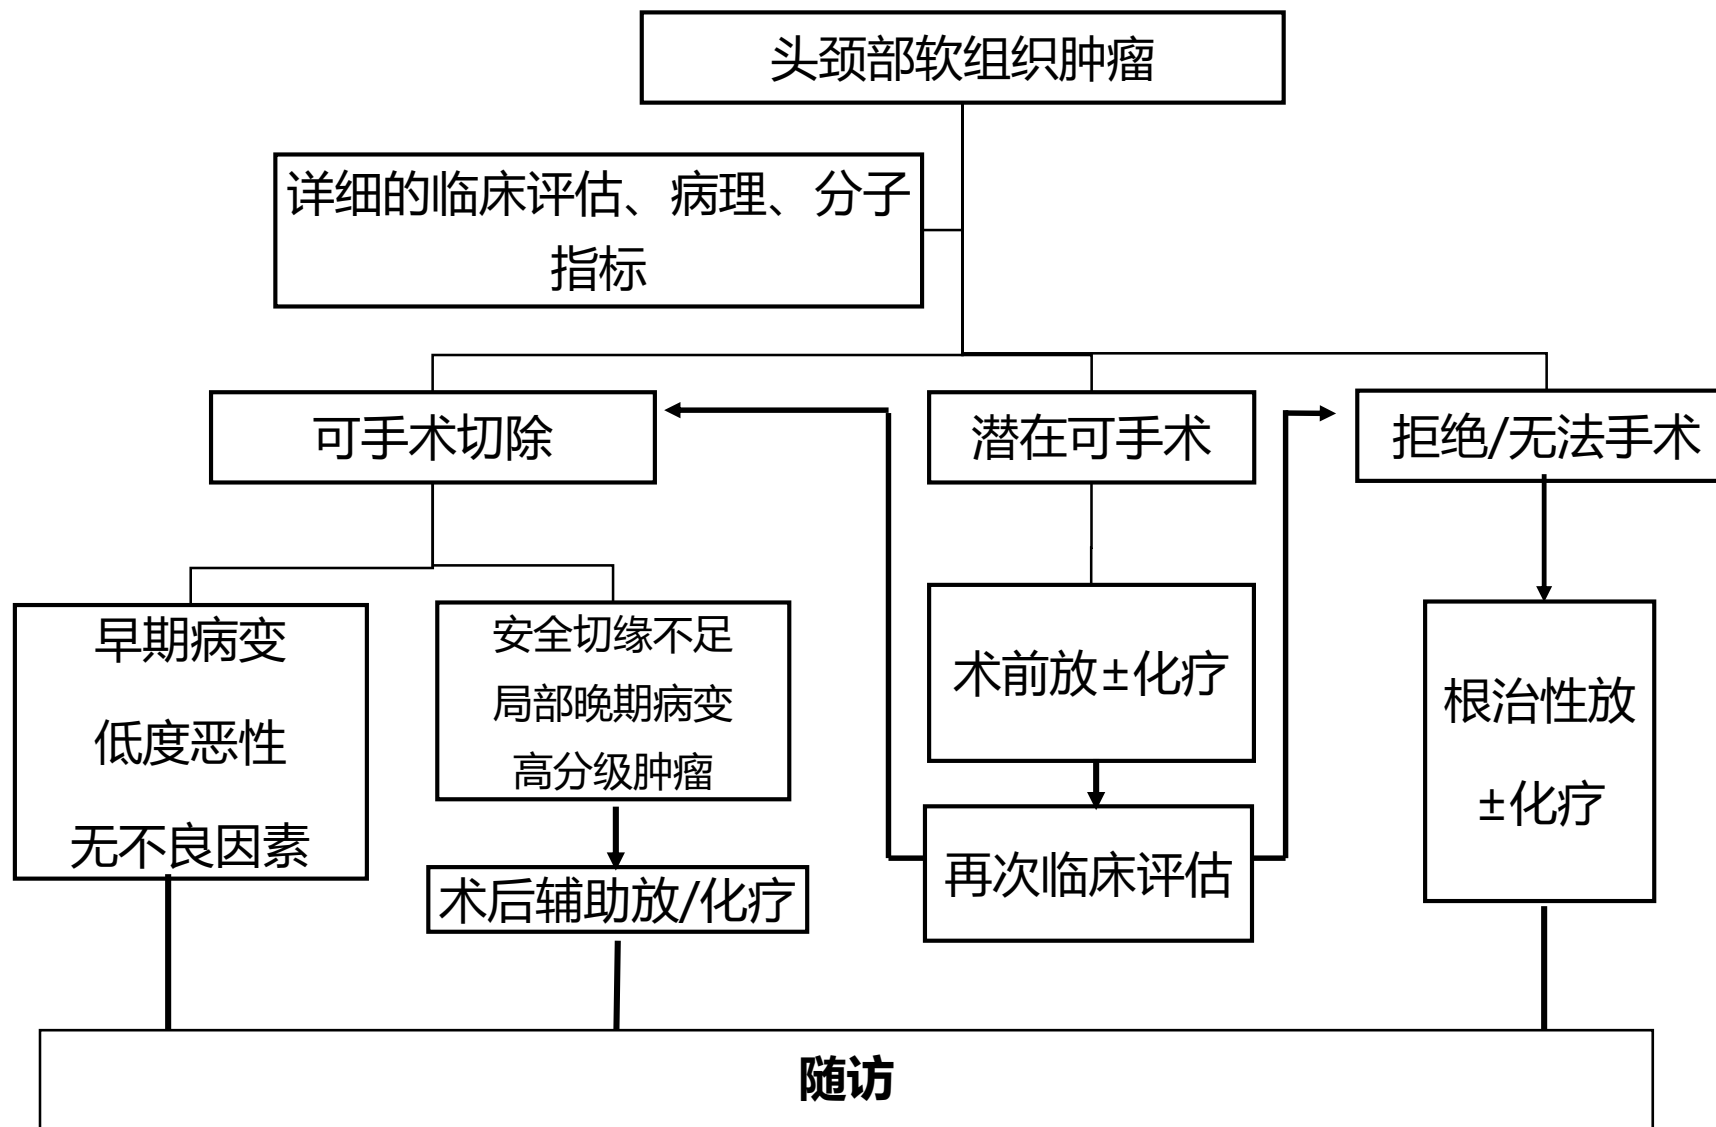 头颈部软组织肿瘤
详细的临床评估、病理、分子
指标
可手术切除
潜在可手术
拒绝/无法手术
早期病变
低度恶性
无不良因素
安全切缘不足
局部晚期病变
高分级肿瘤
术后辅助放/化疗
术前放±化疗
再次临床评估
根治性放
±化疗
随访